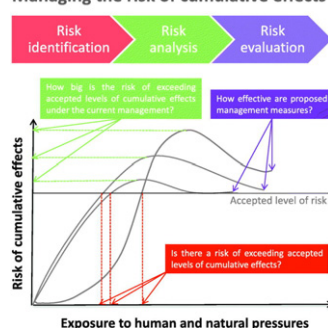 Managing the risk of cumulative effects
Risk
identification
Risk
analysis
Risk
evaluation
How big is the risk of exceeding
accepted levels of cumulative effects
under the current management?
How effective are proposed
management measures?
Accepted level of risk
Is there a risk of exceeding accepted
levels of cumulative effects?
Risk of cumulative effects
Exposure to human and natural pressures